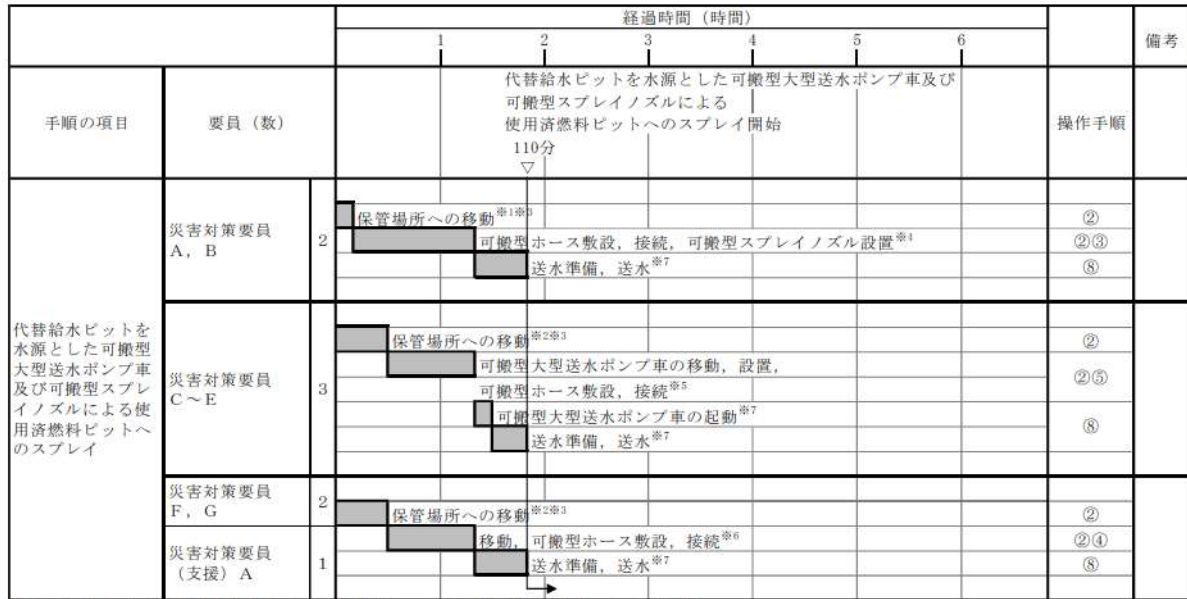 経過時間（時間）
備考
1 2 3 4 5 6
手順の項目
要員（数）
代替給水ピットを水源とした可搬型大型送水ポンプ車及び
可搬型スプレイノズルによる
使用済燃料ピットへのスプレイ開始
110分
▽
操作手順
代替給水ピットを
水源とした可搬型
大型送水ポンプ車
及び可搬型スプレ
イノズルによる使
用済燃料ピットへ
のスプレイ
災害対策要員
A，B
2
保管場所への移動※1※3
②
可搬型ホース敷設，接続，可搬型スプレイノズル設置※4
②③
送水準備，送水※7
⑧
災害対策要員
C～E
3
保管場所への移動※2※3
②
可搬型大型送水ポンプ車の移動，設置，
可搬型ホース敷設，接続※5
②⑤
可搬型大型送水ポンプ車の起動※7
送水準備，送水※7
⑧
災害対策要員
F，G
2
保管場所への移動※2※3
②
災害対策要員
（支援）A
1
移動，可搬型ホース敷設，接続※6
②④
送水準備，送水※7
⑧